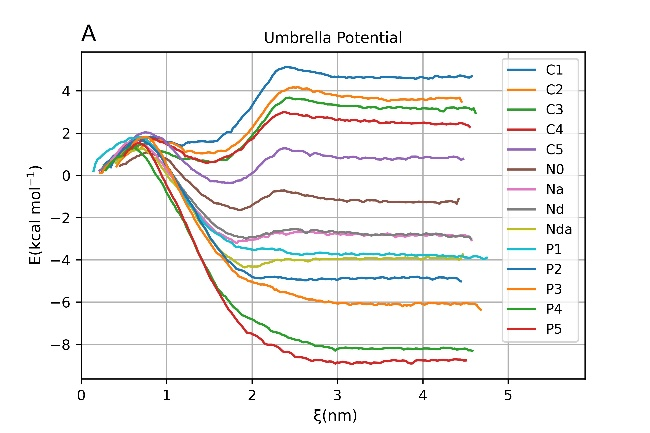 A
Umbrella Potential
E(kcal mol⁻¹)
4
2
0
−2
−4
−6
−8
0
1
2
3
4
5
ξ(nm)
C1
C2
C3
C4
C5
N0
Na
Nd
Nda
P1
P2
P3
P4
P5